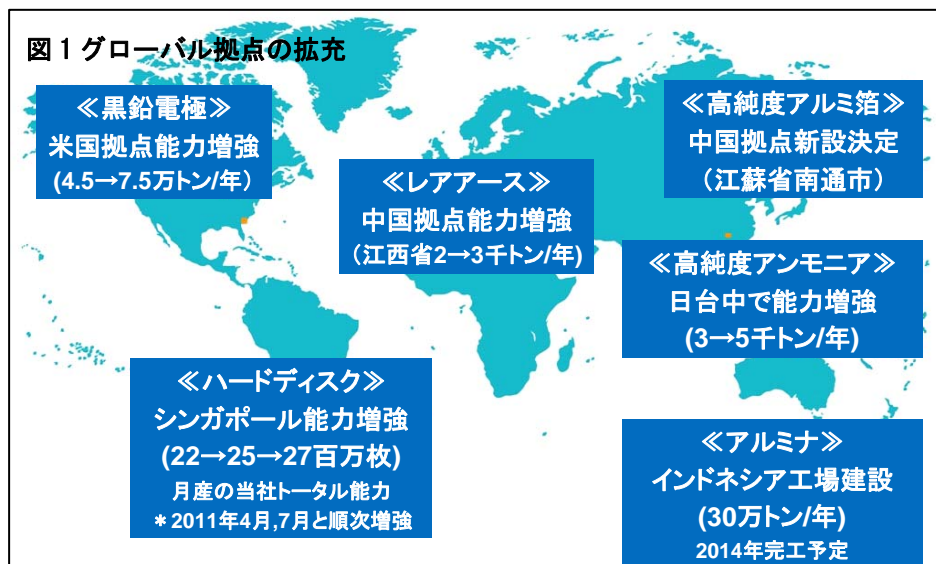 図1グローバル拠点の拡充
≪黒鉛電極≫
米国拠点能力増強
(4.5→7.5万トン/年)
≪レアアース≫
中国拠点能力増強
(江西省2→3千トン/年)
≪高純度アルミ箔≫
中国拠点新設決定
(江蘇省南通市)
≪高純度アンモニア≫
日台中で能力増強
(3→5千トン/年)
≪ハードディスク≫
シンガポール能力増強
(22→25→27百万枚)
月産の当社トータル能力
*2011年4月,7月と順次増強
≪アルミナ≫
インドネシア工場建設
(30万トン/年)
2014年完工予定